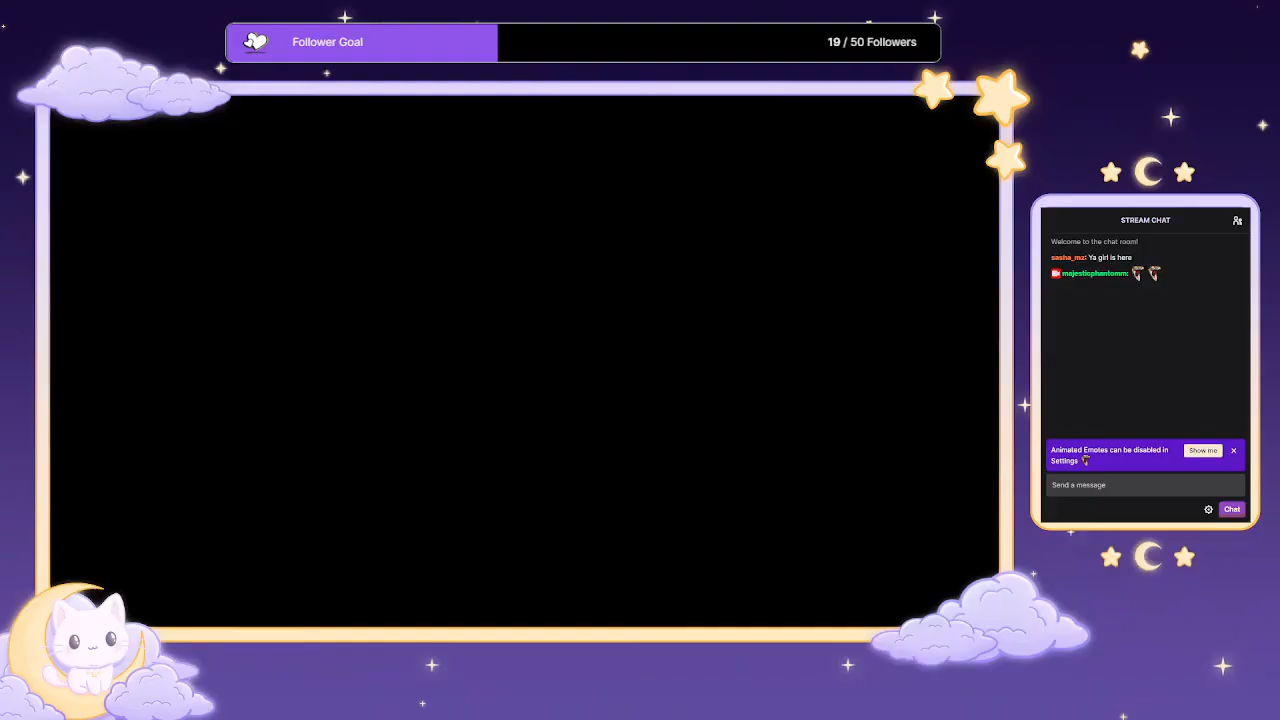 Follower Goal
19 / 50 Followers
STREAM CHAT
Welcome to the chat room!
sasha_mz: Ya girl is here
majesticphantomm:
Animated Emotes can be disabled in
Settings
Show me
Send a message
Chat